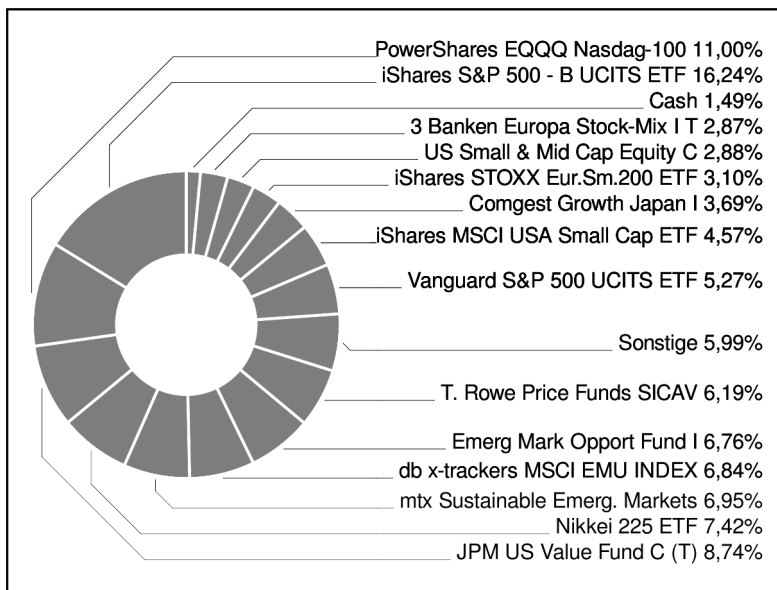 PowerShares EQQQ Nasdag-100 11,00%
iShares S&P 500 - B UCITS ETF 16,24%
Cash 1,49%
3 Banken Europa Stock-Mix I T 2,87%
US Small & Mid Cap Equity C 2,88%
iShares STOXX Eur.Sm.200 ETF 3,10%
Comgest Growth Japan I 3,69%
iShares MSCI USA Small Cap ETF 4,57%
Vanguard S&P 500 UCITS ETF 5,27%
Sonstige 5,99%
T. Rowe Price Funds SICAV 6,19%
Emerg Mark Opport Fund I 6,76%
db x-trackers MSCI EMU INDEX 6,84%
mtx Sustainable Emerg. Markets 6,95%
Nikkei 225 ETF 7,42%
JPM US Value Fund C (T) 8,74%